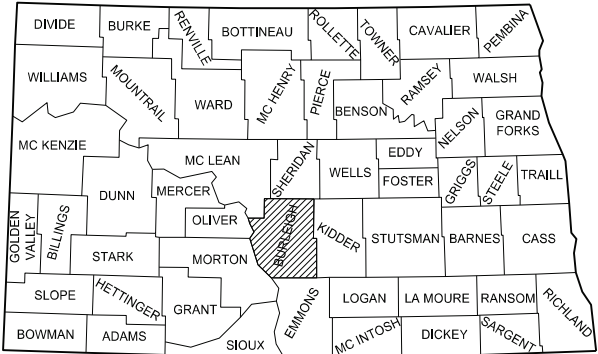 DIVIDE
BURKE
RENVILLE
BOTTINEAU
ROLLETTE
TOWNER
CAVALIER
PEMBINA
WILLIAMS
MOUNTRAIL
WARD
MC HENRY
PIERCE
BENSON
RAMSEY
WALSH
NELSON
GRAND
FORKS
MC KENZIE
MC LEAN
SHERIDAN
WELLS
EDDY
FOSTER
GRIGGS
STEELE
TRAILL
DUNN
MERCER
OLIVER
BURLEIGH
KIDDER
STUTSMAN
BARNES
CASS
GOLDEN
VALLEY
BILLINGS
STARK
MORTON
SLOPE
HETTINGER
GRANT
EMMONS
LOGAN
LA MOURE
RANSOM
RICHLAND
BOWMAN
ADAMS
SIOUX
MC INTOSH
DICKEY
SARGENT